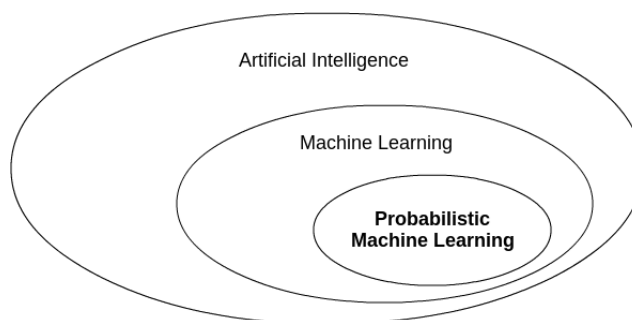 Artificial Intelligence
Machine Learning
Probabilistic
Machine Learning